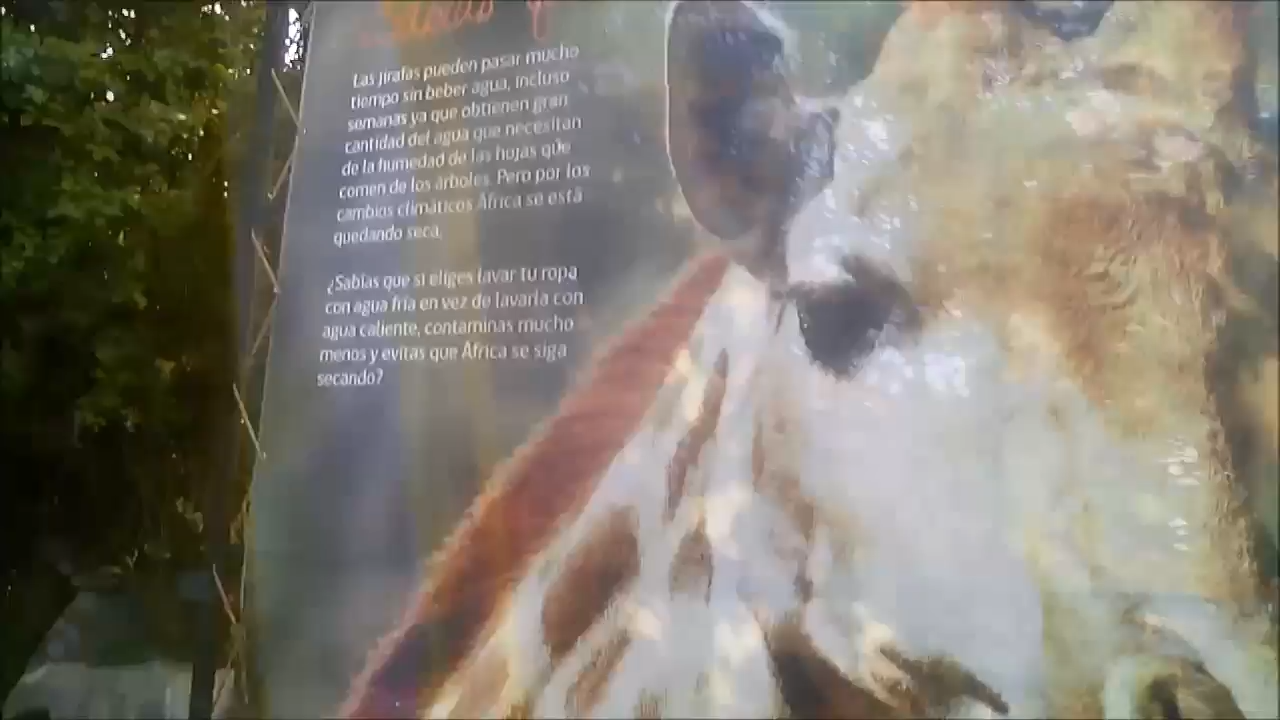 Las jirafas pueden pasar mucho
tiempo sin beber agua, incluso
semanas ya que obtienen gran
cantidad del agua que necesitan
de la humedad de las hojas que
comen de los árboles. Pero por los
cambios climáticos África se está
quedando seca.
¿Sabías que si eliges lavar tu ropa
con agua fría en vez de lavarla con
agua caliente, contaminas mucho
menos y evitas que África se siga
secando?